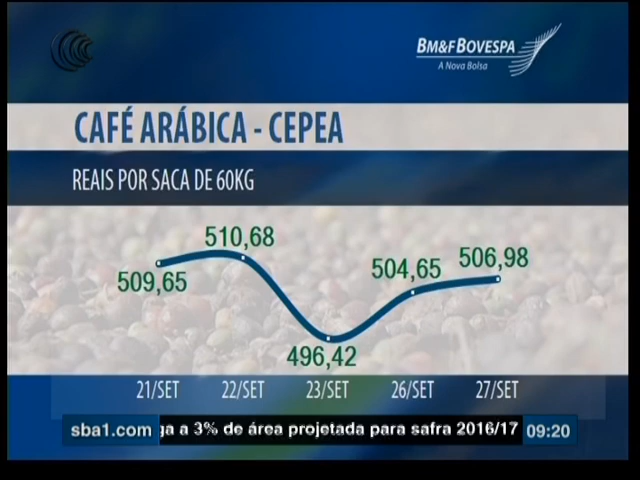 BM&FBOVESPA
A Nova Bolsa
CAFÉ ARÁBICA - CEPEA
REAIS POR SACA DE 60KG
509,65
510,68
496,42
504,65
506,98
21/SET 22/SET 23/SET 26/SET 27/SET
sba1.com ga a 3% de área projetada para safra 2016/17 09:20